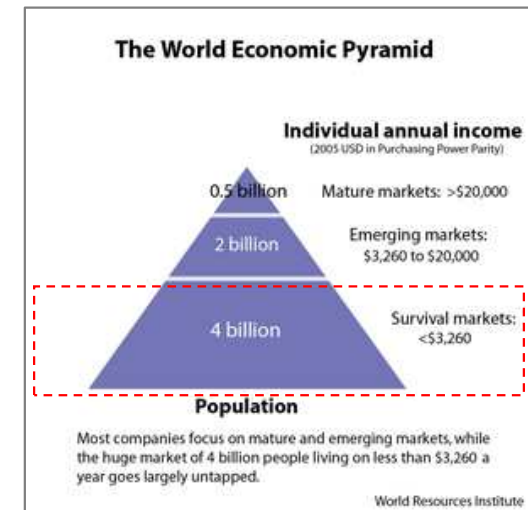 The World Economic Pyramid
Individual annual income
(2005 USD in Purchasing Power Parity)
0.5 billion
Mature markets: >$20,000
2 billion
Emerging markets:
$3,260 to $20,000
4 billion
Survival markets:
<$3,260
Population
Most companies focus on mature and emerging markets, while
the huge market of 4 billion people living on less than $3,260 a
year goes largely untapped.
World Resources Institute